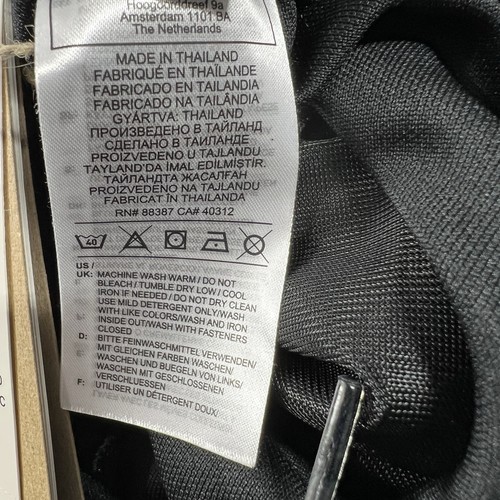 Hoogoorddreef 9a
Amsterdam 1101 BA
The Netherlands
MADE IN THAILAND
FABRIQUÉ EN THAÏLANDE
FABRICADO EN TAILANDIA
FABRICADO NA TAILÂNDIA
GYÁRTVA: THAILAND
ПРОИЗВЕДЕНО В ТАЙЛАНД
СДЕЛАНО В ТАИЛАНДЕ
PROIZVEDENO U TAJLANDU
TAYLAND'DA İMAL EDİLMİŞTİR.
ТАЙЛАНДТА ЖАСАЛҒАН
PROIZVEDENO NA TAJLANDU
FABRICAT ÎN THAILANDA
RN# 88387 CA# 40312
40
US /
UK: MACHINE WASH WARM / DO NOT
BLEACH / TUMBLE DRY LOW / COOL
IRON IF NEEDED / DO NOT DRY CLEAN
USE MILD DETERGENT ONLY/WASH
WITH LIKE COLORS/WASH AND IRON
INSIDE OUT/WASH WITH FASTENERS
CLOSED
D: BITTE FEINWASCHMITTEL VERWENDEN/
MIT GLEICHEN FARBEN WASCHEN/
WASCHEN UND BUEGELN VON LINKS/
WASCHEN MIT GESCHLOSSENEN
VERSCHLUESSEN
F: UTILISER UN DÉTERGENT DOUX/